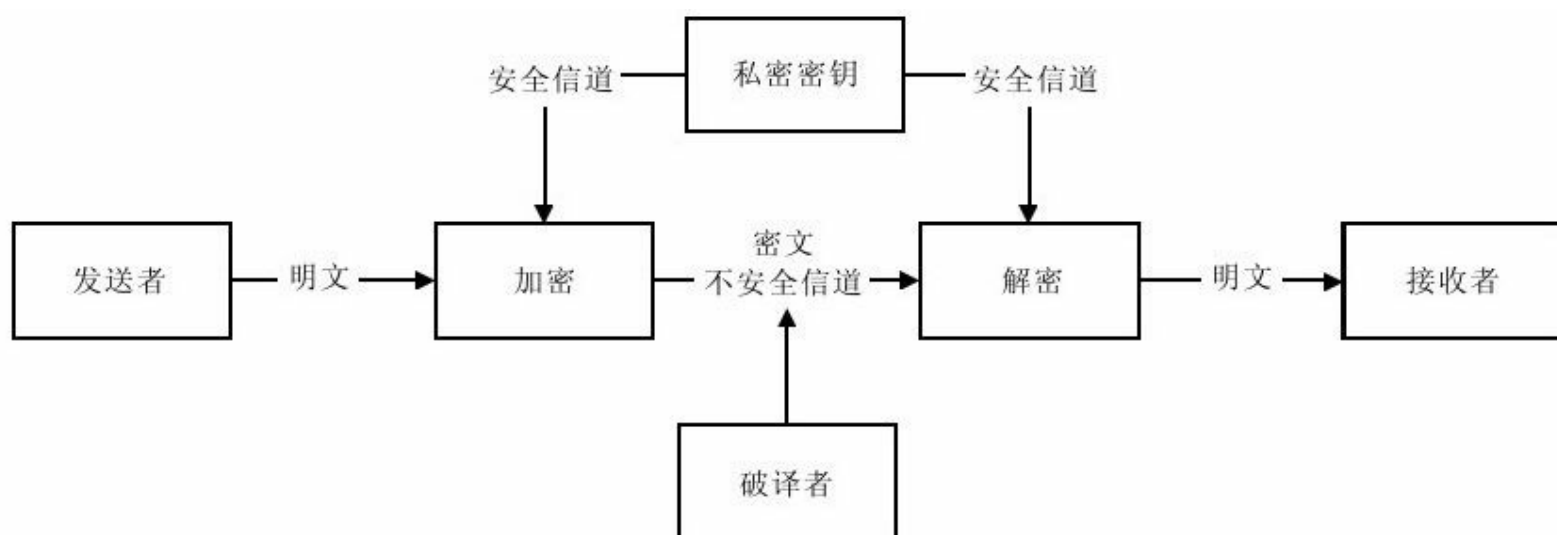 私密密钥
安全信道
安全信道
发送者
明文
加密
密文
不安全信道
解密
明文
接收者
破译者